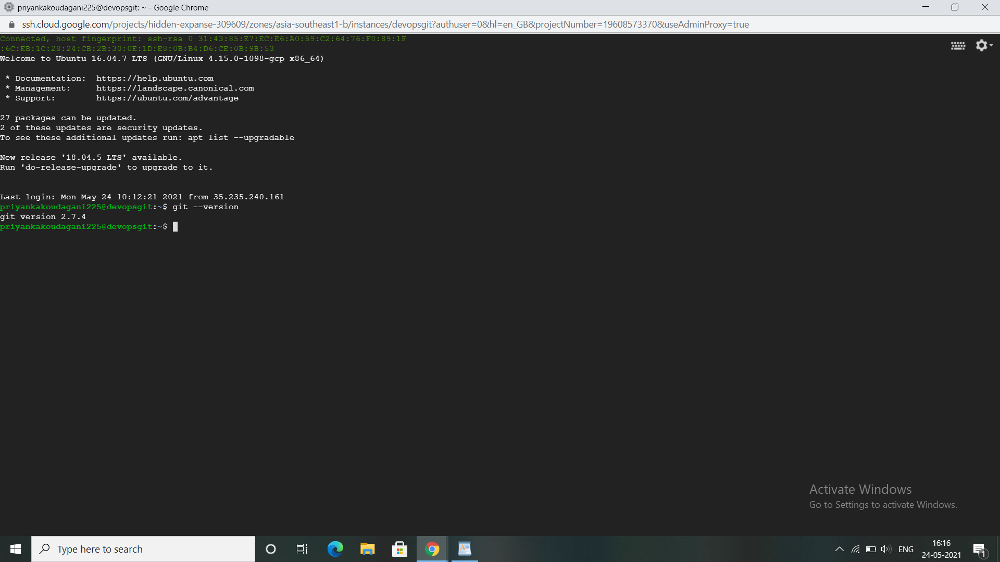 priyankakoudagani225@devopsgit: ~ - Google Chrome
ssh.cloud.google.com/projects/hidden-expanse-309609/zones/asia-southeast1-b/instances/devopsgit?authuser=0&hl=en_GB&projectNumber=19608573370&useAdminProxy=true
Connected, host fingerprint: ssh-rsa 0 31:43:85:E7:EC:E6:A0:59:C2:64:76:F0:89:1F
:6C:EB:1C:28:24:CB:2B:30:0E:1D:E8:0B:B4:D6:CE:0B:9B:53
Welcome to Ubuntu 16.04.7 LTS (GNU/Linux 4.15.0-1098-gcp x86_64)
* Documentation:  https://help.ubuntu.com
* Management:     https://landscape.canonical.com
* Support:        https://ubuntu.com/advantage
27 packages can be updated.
2 of these updates are security updates.
To see these additional updates run: apt list --upgradable
New release '18.04.5 LTS' available.
Run 'do-release-upgrade' to upgrade to it.
Last login: Mon May 24 10:12:21 2021 from 35.235.240.161
priyankakoudagani225@devopsgit:~$ git --version
git version 2.7.4
priyankakoudagani225@devopsgit:~$
Activate Windows
Go to Settings to activate Windows.
Type here to search
ENG
16:16
24-05-2021
1